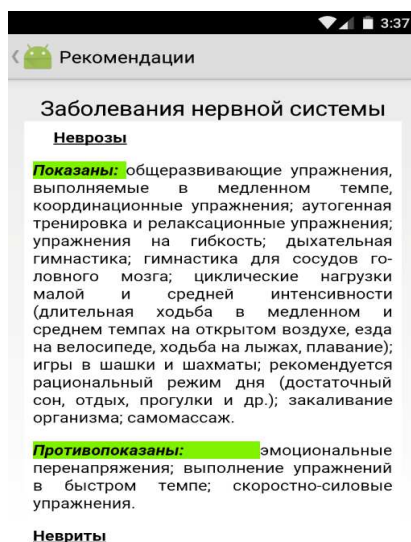 3:37
Рекомендации
Заболевания нервной системы
Неврозы
Показаны: общеразвивающие упражнения,
выполняемые в медленном темпе,
координационные упражнения; аутогенная
тренировка и релаксационные упражнения;
упражнения на гибкость; дыхательная
гимнастика; гимнастика для сосудов го-
ловного мозга; циклические нагрузки
малой и средней интенсивности
(длительная ходьба в медленном и
среднем темпах на открытом воздухе, езда
на велосипеде, ходьба на лыжах, плавание);
игры в шашки и шахматы; рекомендуется
рациональный режим дня (достаточный
сон, отдых, прогулки и др.); закаливание
организма; самомассаж.
Противопоказаны: эмоциональные
перенапряжения; выполнение упражнений
в быстром темпе; скоростно-силовые
упражнения.
Невриты